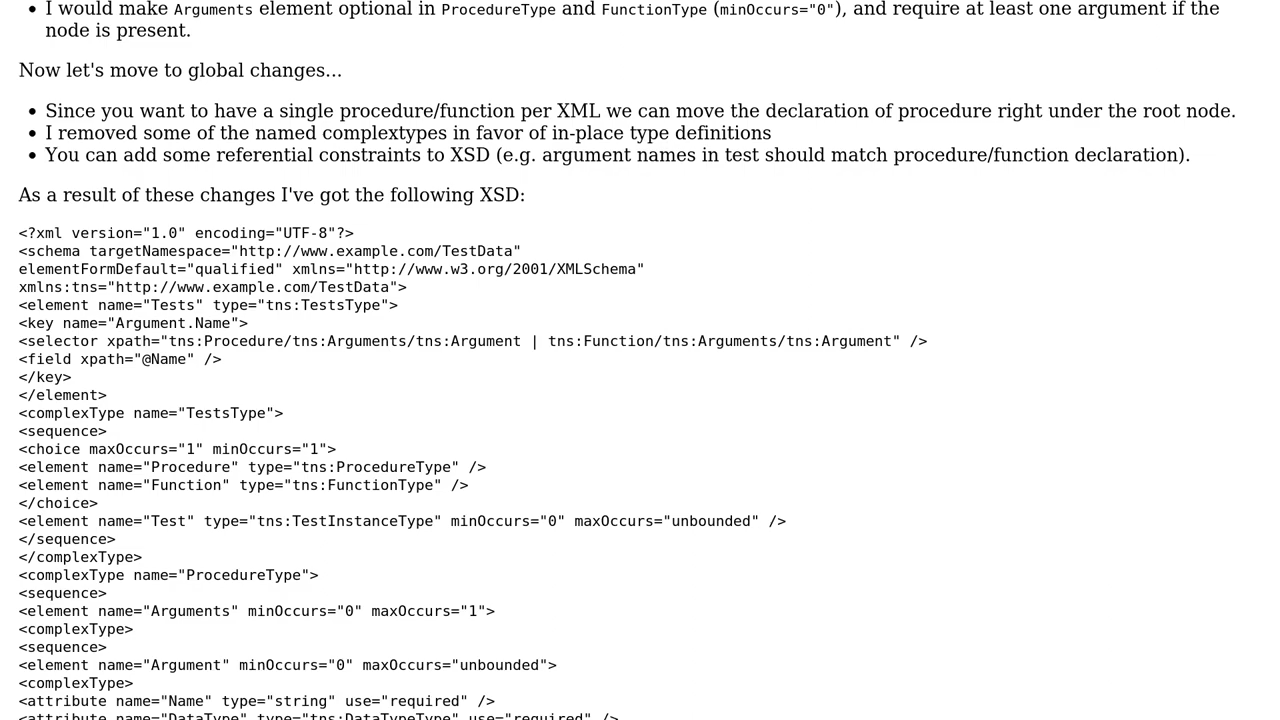 • I would make Arguments element optional in ProcedureType and FunctionType (minOccurs="0"), and require at least one argument if the
node is present.
Now let's move to global changes...
• Since you want to have a single procedure/function per XML we can move the declaration of procedure right under the root node.
• I removed some of the named complextypes in favor of in-place type definitions
• You can add some referential constraints to XSD (e.g. argument names in test should match procedure/function declaration).
As a result of these changes I've got the following XSD:
<?xml version="1.0" encoding="UTF-8"?>
<schema targetNamespace="http://www.example.com/TestData"
elementFormDefault="qualified" xmlns="http://www.w3.org/2001/XMLSchema"
xmlns:tns="http://www.example.com/TestData">
<element name="Tests" type="tns:TestsType">
<key name="Argument.Name">
<selector xpath="tns:Procedure/tns:Arguments/tns:Argument | tns:Function/tns:Arguments/tns:Argument" />
<field xpath="@Name" />
</key>
</element>
<complexType name="TestsType">
<sequence>
<choice maxOccurs="1" minOccurs="1">
<element name="Procedure" type="tns:ProcedureType" />
<element name="Function" type="tns:FunctionType" />
</choice>
<element name="Test" type="tns:TestInstanceType" minOccurs="0" maxOccurs="unbounded" />
</sequence>
</complexType>
<complexType name="ProcedureType">
<sequence>
<element name="Arguments" minOccurs="0" maxOccurs="1">
<complexType>
<sequence>
<element name="Argument" minOccurs="0" maxOccurs="unbounded">
<complexType>
<attribute name="Name" type="string" use="required" />
<attribute name="DataType" type="tns:DataTypeType" use="required" />